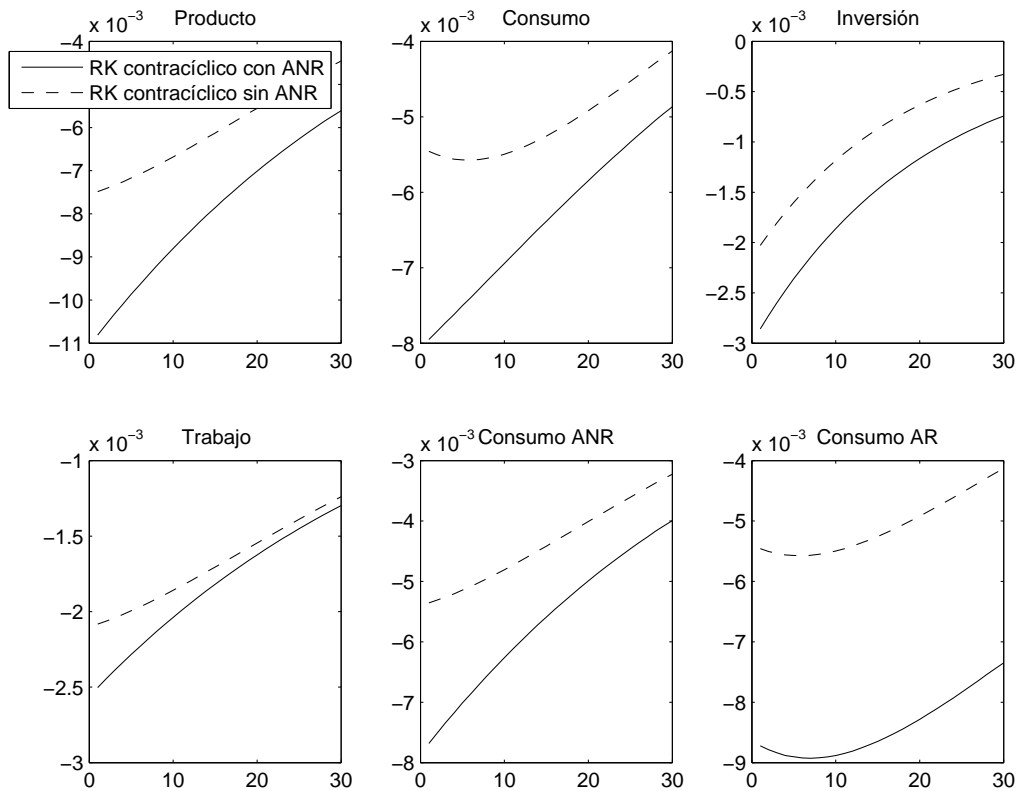 x 10⁻³ Producto
−4
RK contracíclico con ANR
RK contracíclico sin ANR
−6
−7
−8
−9
−10
−11
0 10 20 30
x 10⁻³ Consumo
−4
−5
−6
−7
−8
0 10 20 30
x 10⁻³ Inversión
0
−0.5
−1
−1.5
−2
−2.5
−3
0 10 20 30
x 10⁻³ Trabajo
−1
−1.5
−2
−2.5
−3
0 10 20 30
x 10⁻³ Consumo ANR
−3
−4
−5
−6
−7
−8
0 10 20 30
x 10⁻³ Consumo AR
−4
−5
−6
−7
−8
−9
0 10 20 30